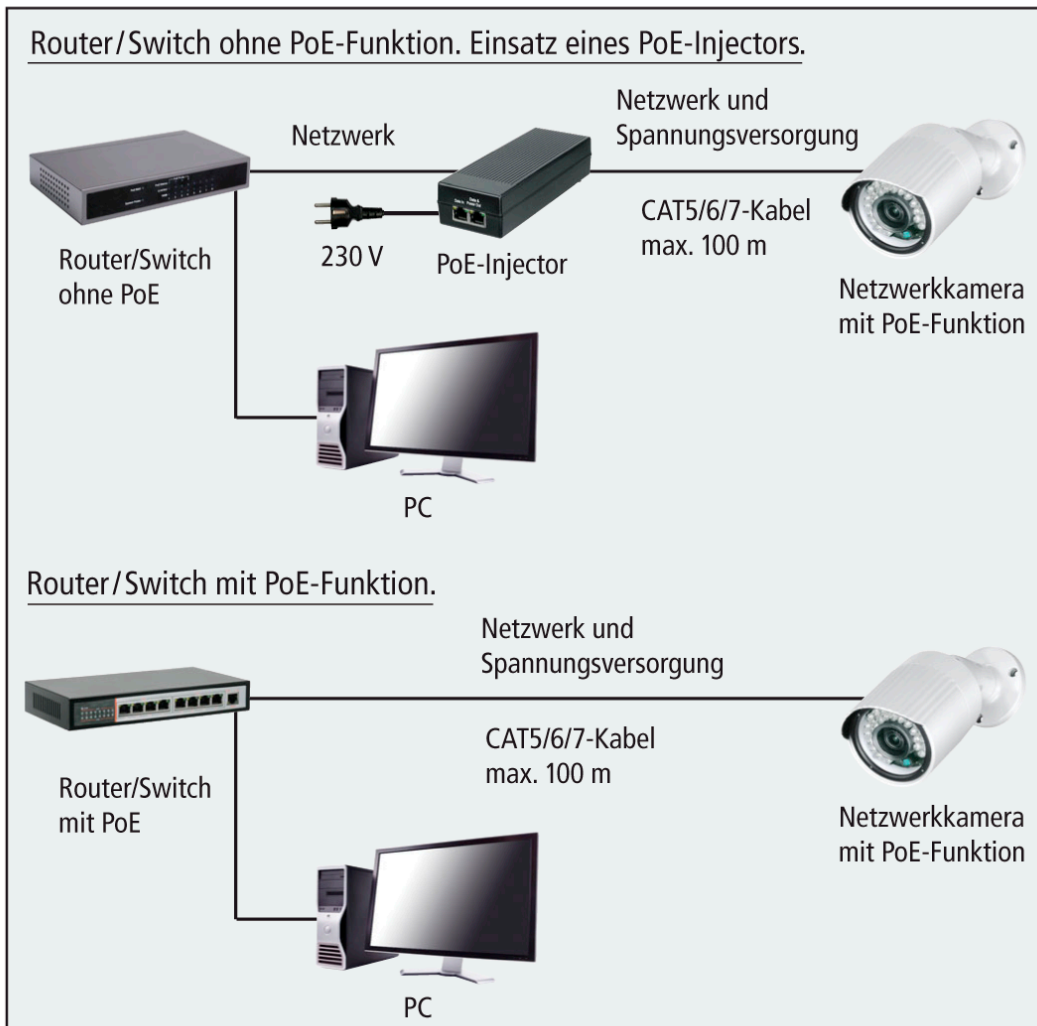 Router/Switch ohne PoE-Funktion. Einsatz eines PoE-Injectors.
Netzwerk
Netzwerk und
Spannungsversorgung
230 V
PoE-Injector
CAT5/6/7-Kabel
max. 100 m
Router/Switch
ohne PoE
Netzwerkkamera
mit PoE-Funktion
PC
Router/Switch mit PoE-Funktion.
Netzwerk und
Spannungsversorgung
CAT5/6/7-Kabel
max. 100 m
Router/Switch
mit PoE
Netzwerkkamera
mit PoE-Funktion
PC